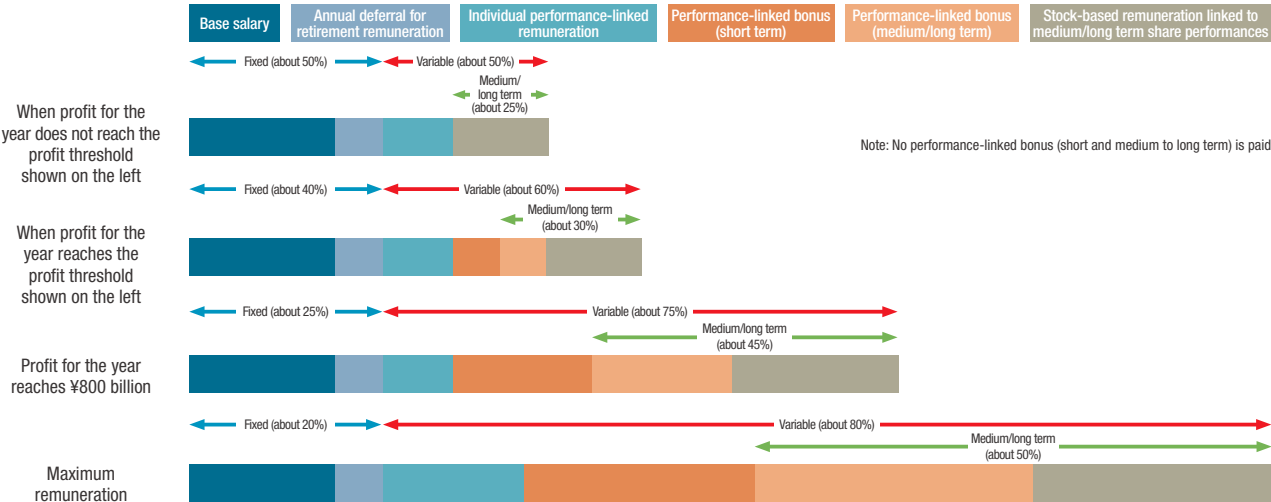 Base salary
Annual deferral for
retirement remuneration
Individual performance-linked
remuneration
Performance-linked bonus
(short term)
Performance-linked bonus
(medium/long term)
Stock-based remuneration linked to
medium/long term share performances
When profit for the
year does not reach the
profit threshold
shown on the left
Fixed (about 50%)
Variable (about 50%)
Medium/
long term
(about 25%)
Note: No performance-linked bonus (short and medium to long term) is paid
When profit for the
year reaches the
profit threshold
shown on the left
Fixed (about 40%)
Variable (about 60%)
Medium/long term
(about 30%)
Profit for the year
reaches ¥800 billion
Fixed (about 25%)
Variable (about 75%)
Medium/long term
(about 45%)
Maximum
remuneration
Fixed (about 20%)
Variable (about 80%)
Medium/long term
(about 50%)